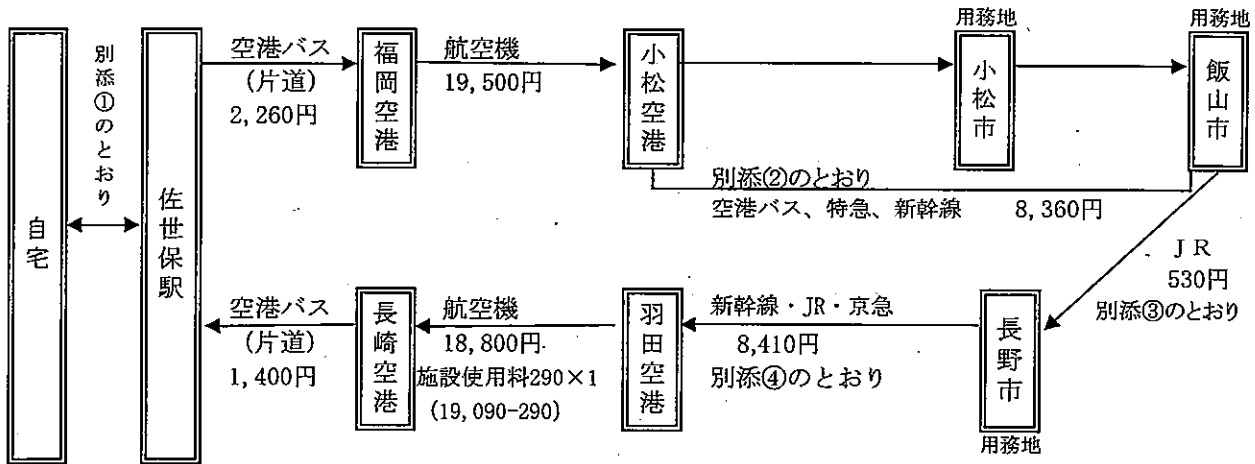 自宅
別添①のとおり
佐世保駅
空港バス
(片道)
2,260円
福岡空港
航空機
19,500円
小松空港
用務地
小松市
用務地
飯山市
別添②のとおり
空港バス、特急、新幹線 8,360円
JR
530円
別添③のとおり
長野市
用務地
新幹線・JR・京急
8,410円
別添④のとおり
羽田空港
航空機
18,800円
施設使用料290×1
(19,090-290)
長崎空港
空港バス
(片道)
1,400円